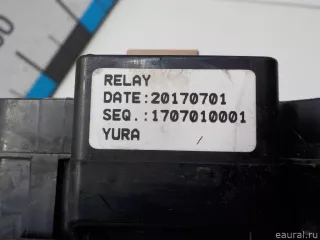 RELAY
DATE:20170701
SEQ.:1707010001
YURA
eaural.ru